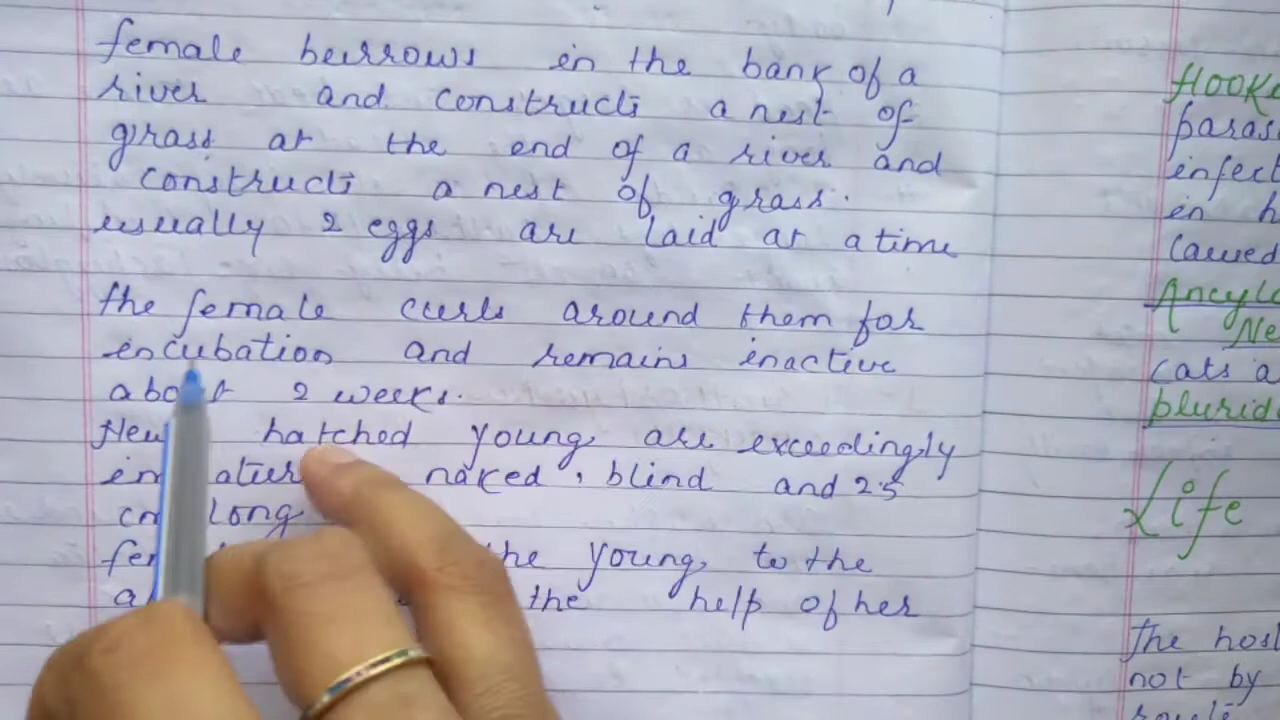 female burrows in the bank of a
river and constructs a nest of
grass at the end of a river and
constructs a nest of grass.
usually 2 eggs are laid at a time
the female curls around them for
incubation and remains inactive
about 2 weeks.
hatched young are exceedingly
naked, blind and 2.5
cm long
the young to the
the help of her
HOOK
paras
infect
in h
caused
Ancylo
Ne
cats a
plurid
Life
The host
not by